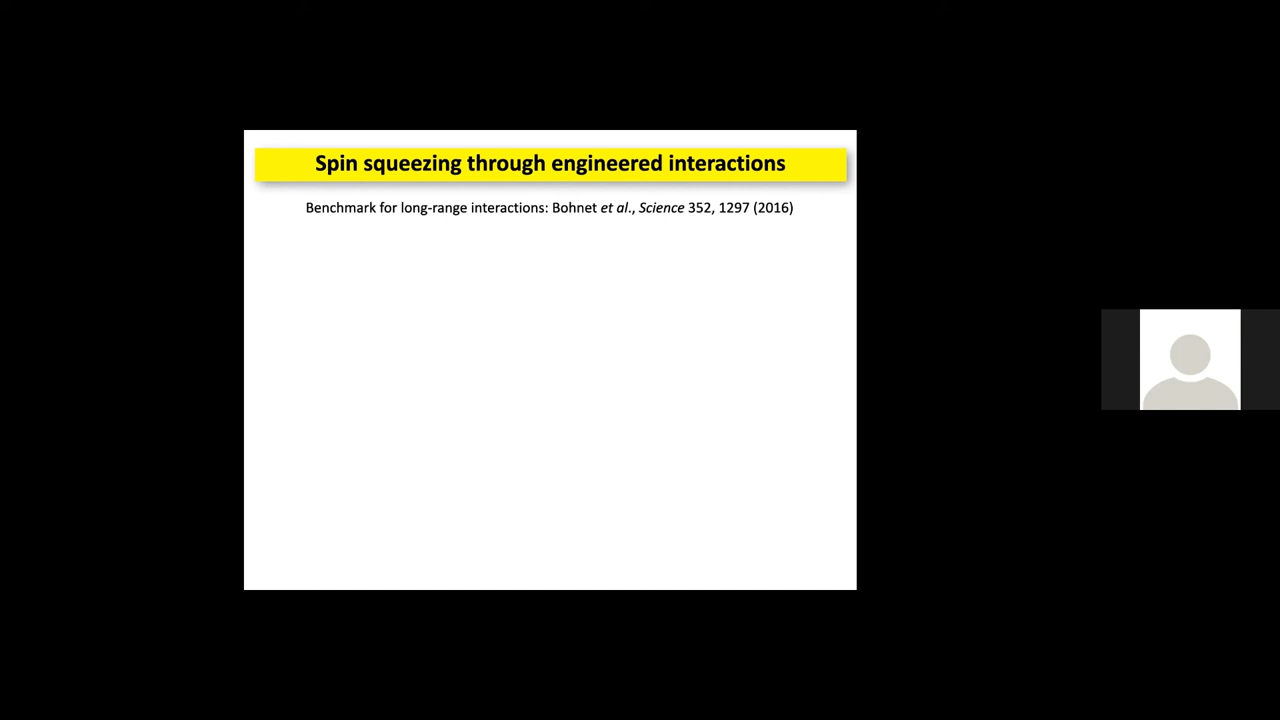 Spin squeezing through engineered interactions
Benchmark for long-range interactions: Bohnet et al., Science 352, 1297 (2016)